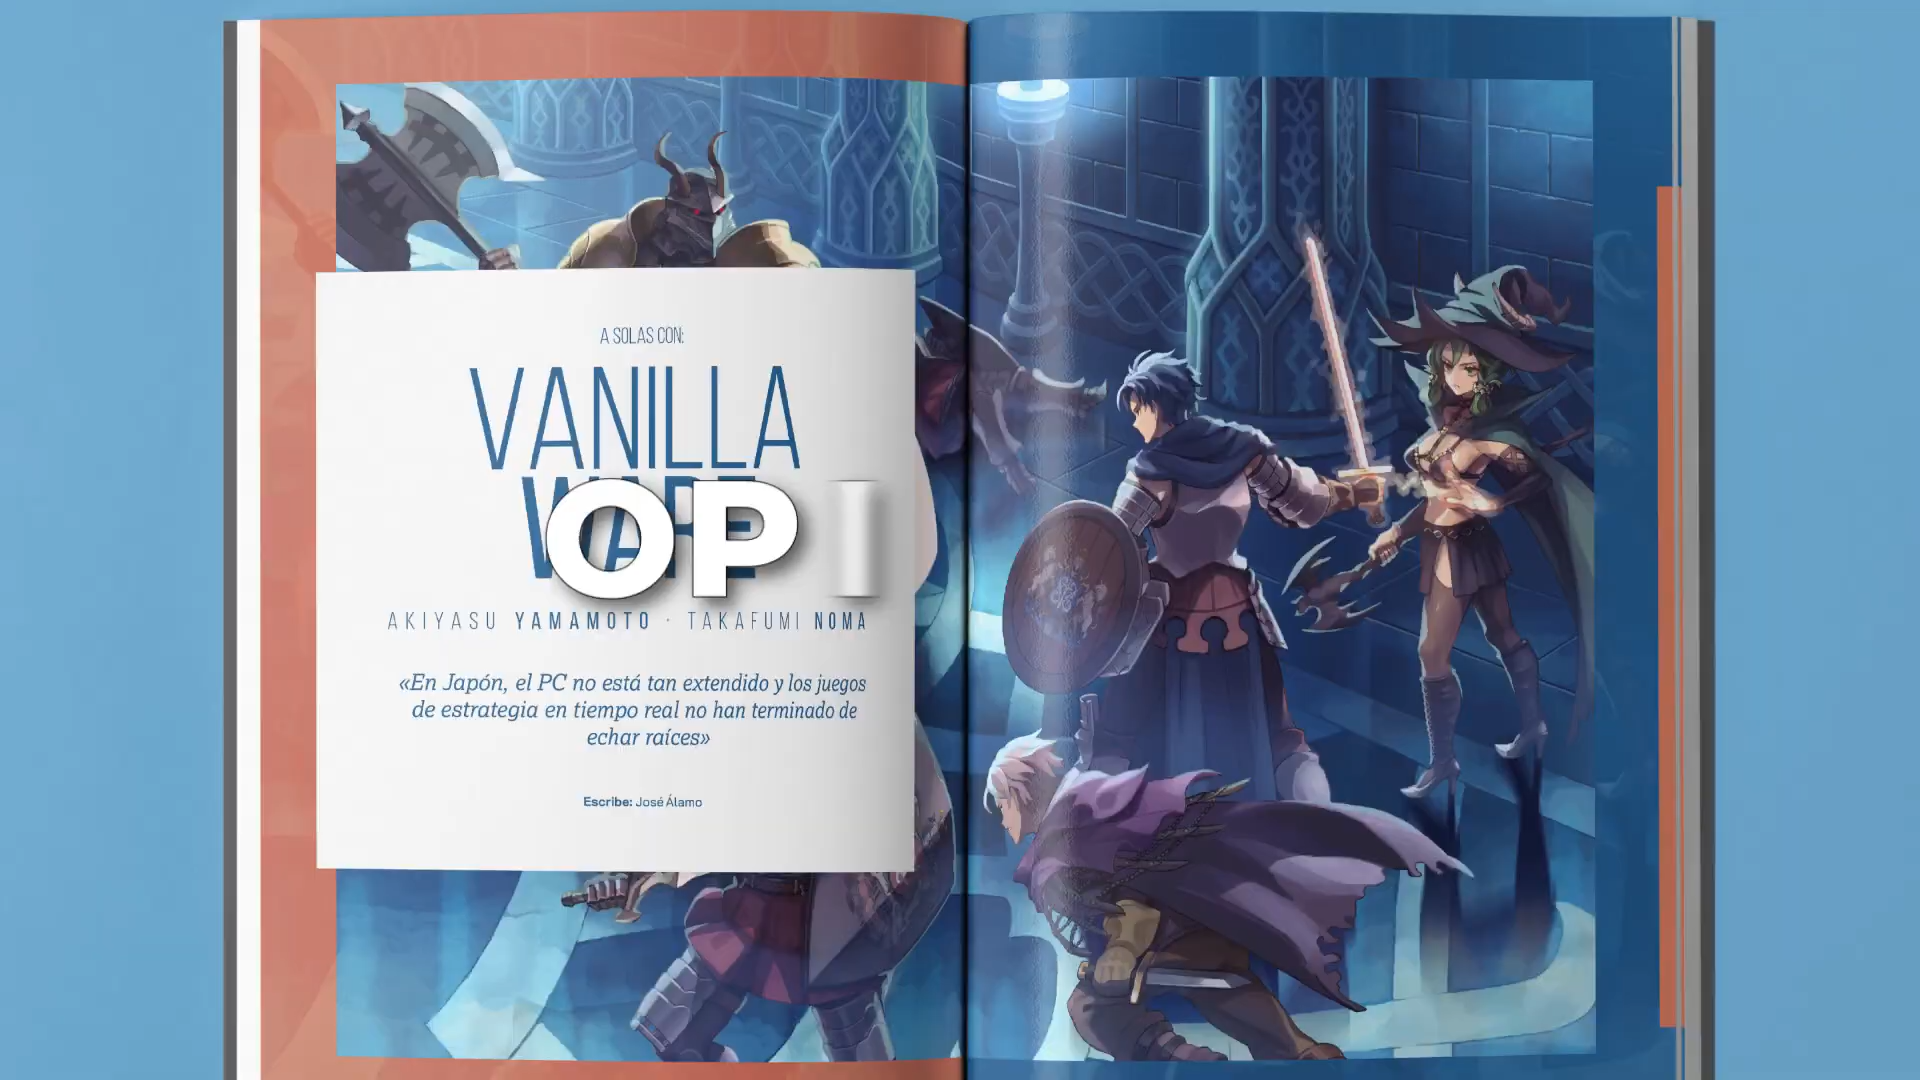 A SOLAS CON:
VANILLA
WARE
OP I
AKIYASU YAMAMOTO · TAKAFUMI NOMA
«En Japón, el PC no está tan extendido y los juegos
de estrategia en tiempo real no han terminado de
echar raíces»
Escribe: José Álamo